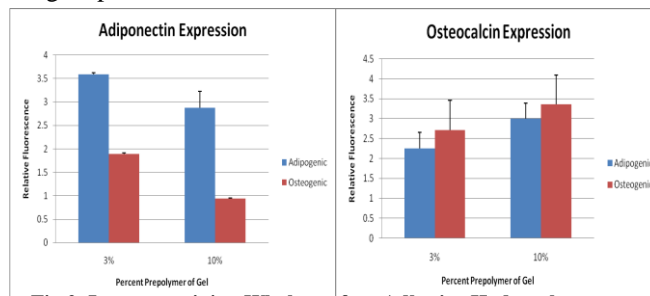 Adiponectin Expression
4
3.5
3
2.5
2
1.5
1
0.5
0
Relative Fluorescence
3%
10%
Percent Prepolymer of Gel
Adipogenic
Osteogenic
Osteocalcin Expression
4.5
4
3.5
3
2.5
2
1.5
1
0.5
0
Relative Fluorescence
3%
10%
Percent Prepolymer of Gel
Adipogenic
Osteogenic